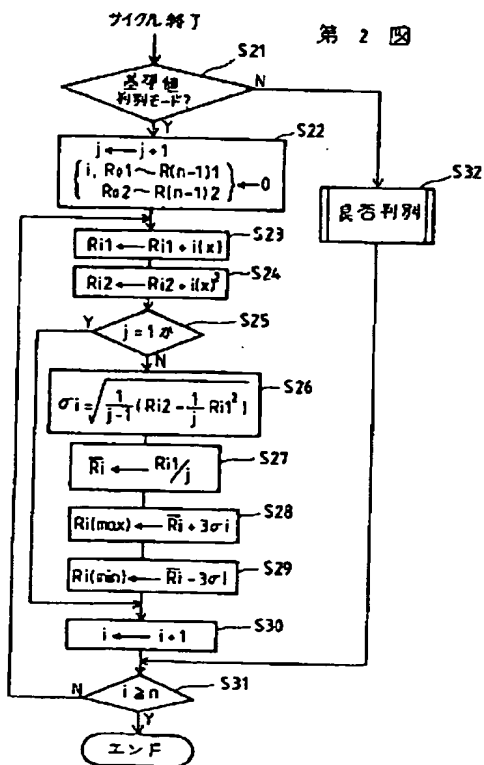 サイクル終了
第 2 図
S21
基準値
判別モード?
N
Y
S22
j ← j+1
{ i, R01~R(n-1)1
R02~R(n-1)2 } ← 0
S32
良否判別
S23
Ri1 ← Ri1 + i(x)
S24
Ri2 ← Ri2 + i(x)²
S25
Y
j = 1 か
N
S26
σi = √(1/(j-1) (Ri2 - 1/j Ri1²))
S27
R̄i ← Ri1/j
S28
Ri(max) ← R̄i + 3σi
S29
Ri(min) ← R̄i - 3σi
S30
i ← i+1
S31
N
i ≧ n
Y
エンド